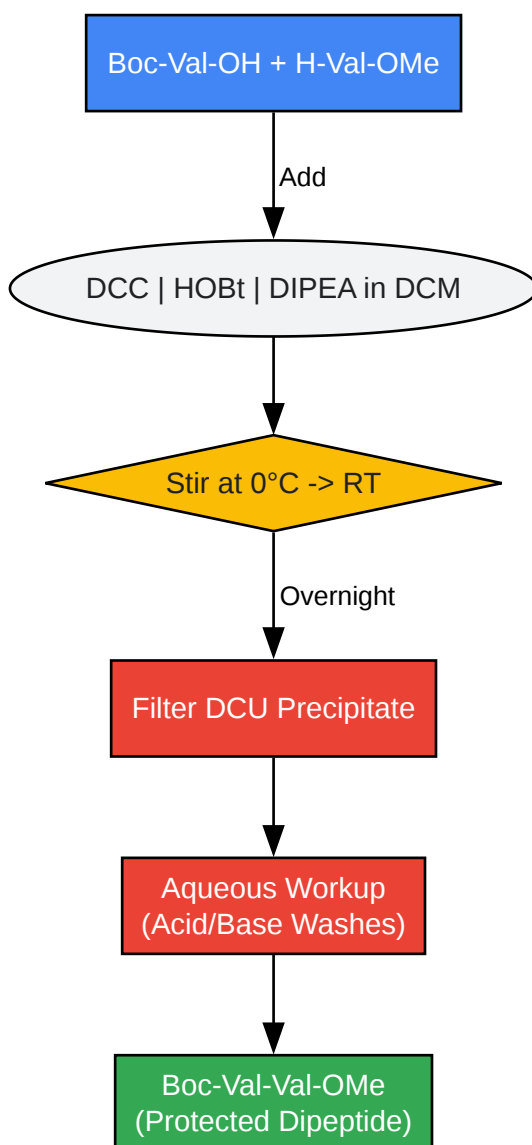 Boc-Val-OH + H-Val-OMe
Add
DCC | HOBt | DIPEA in DCM
Stir at 0°C -> RT
Overnight
Filter DCU Precipitate
Aqueous Workup
(Acid/Base Washes)
Boc-Val-Val-OMe
(Protected Dipeptide)